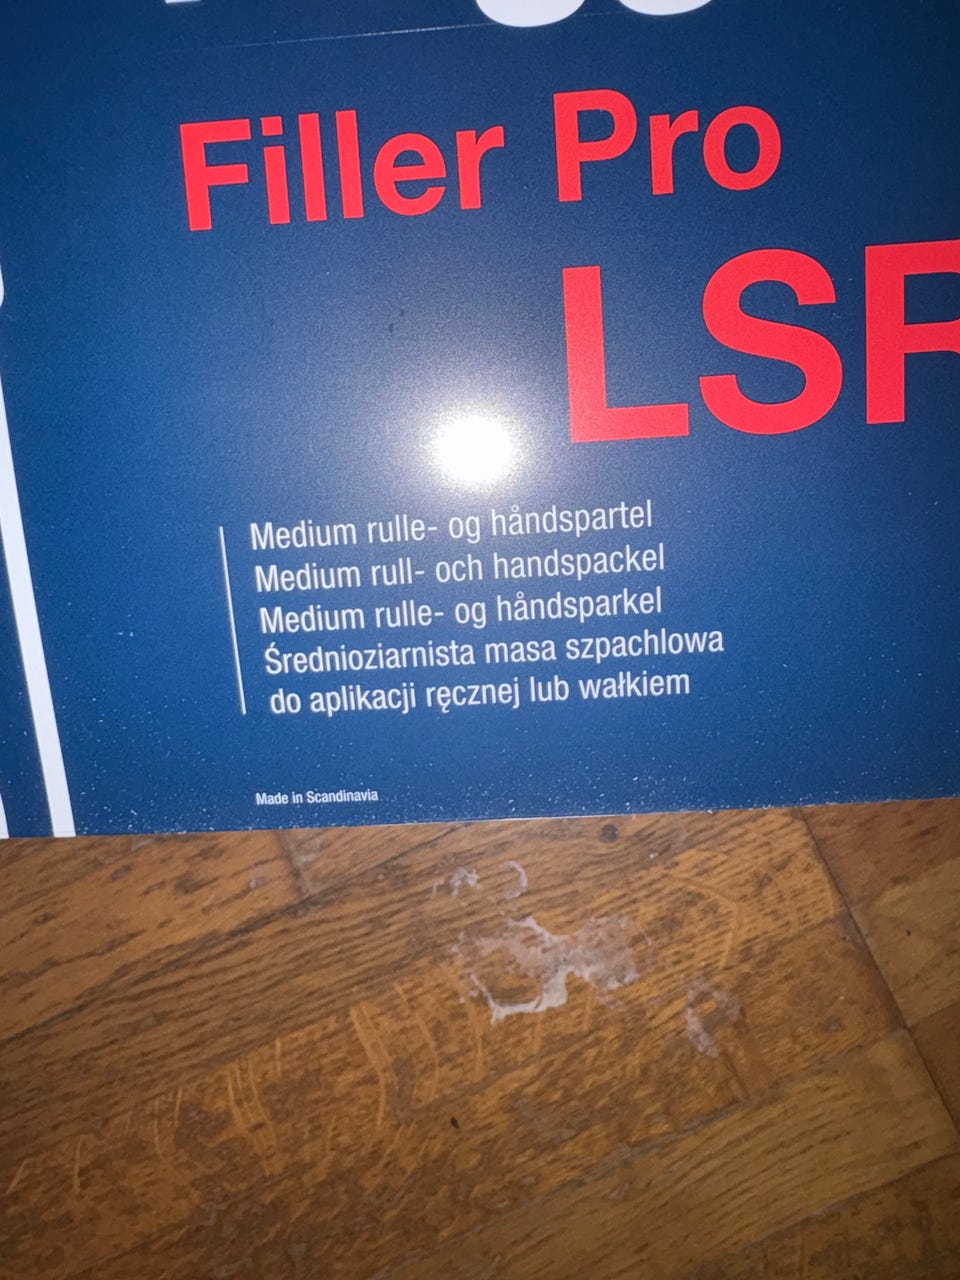 Filler Pro
LSR
Medium rulle- og håndspartel
Medium rull- och handspackel
Medium rulle- og håndsparkel
Średnioziarnista masa szpachlowa
do aplikacji ręcznej lub wałkiem
Made in Scandinavia